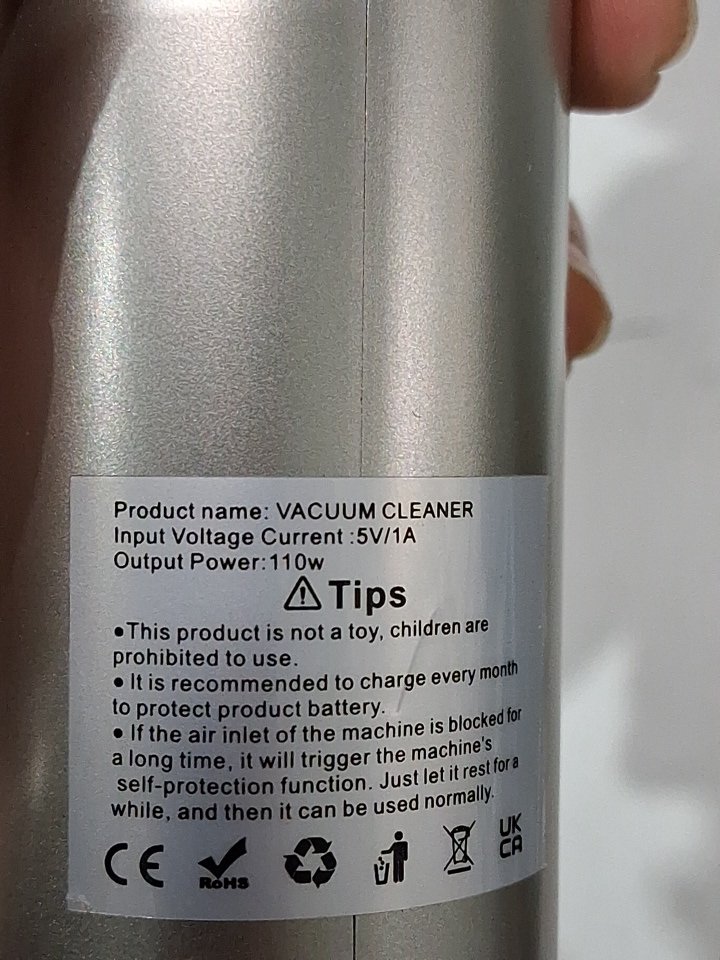 Product name: VACUUM CLEANER
Input Voltage Current :5V/1A
Output Power:110w
⚠Tips
●This product is not a toy, children are
prohibited to use.
● It is recommended to charge every month
to protect product battery.
● If the air inlet of the machine is blocked for
a long time, it will trigger the machine's
self-protection function. Just let it rest for a
while, and then it can be used normally.
CE RoHS UK
CA